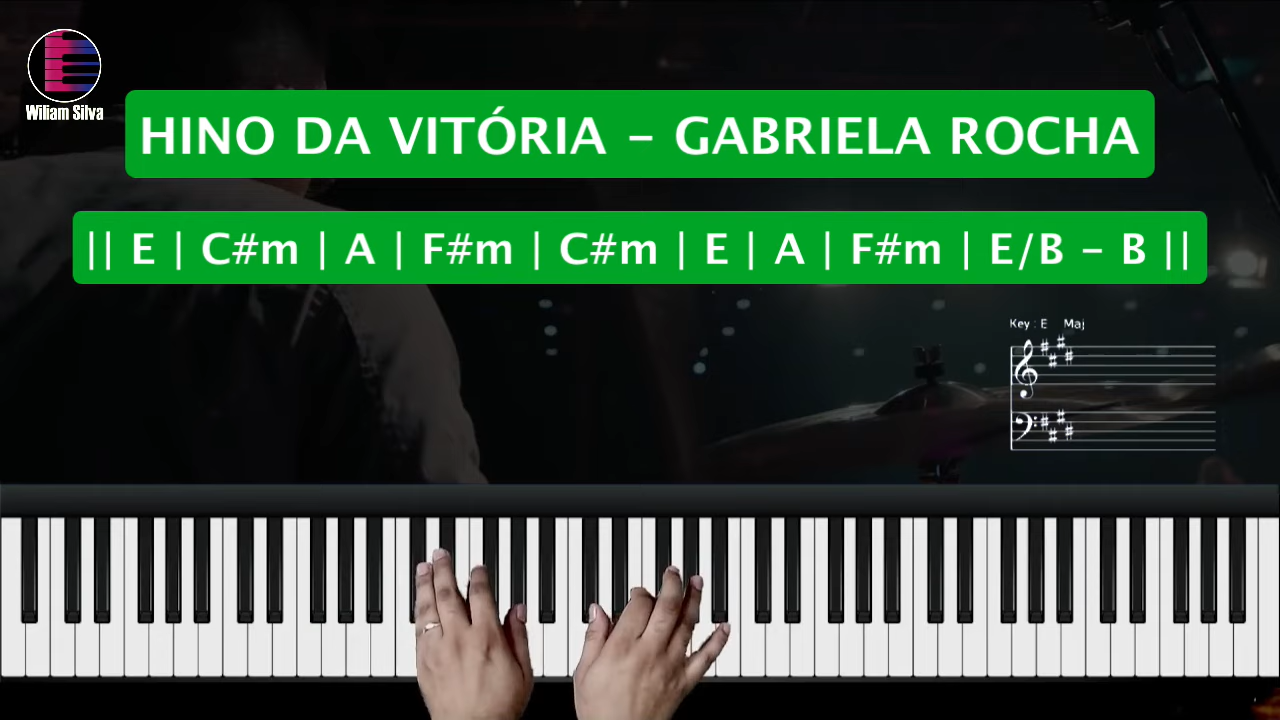 Wiliam Silva
HINO DA VITÓRIA - GABRIELA ROCHA
|| E | C#m | A | F#m | C#m | E | A | F#m | E/B - B ||
Key : E Maj